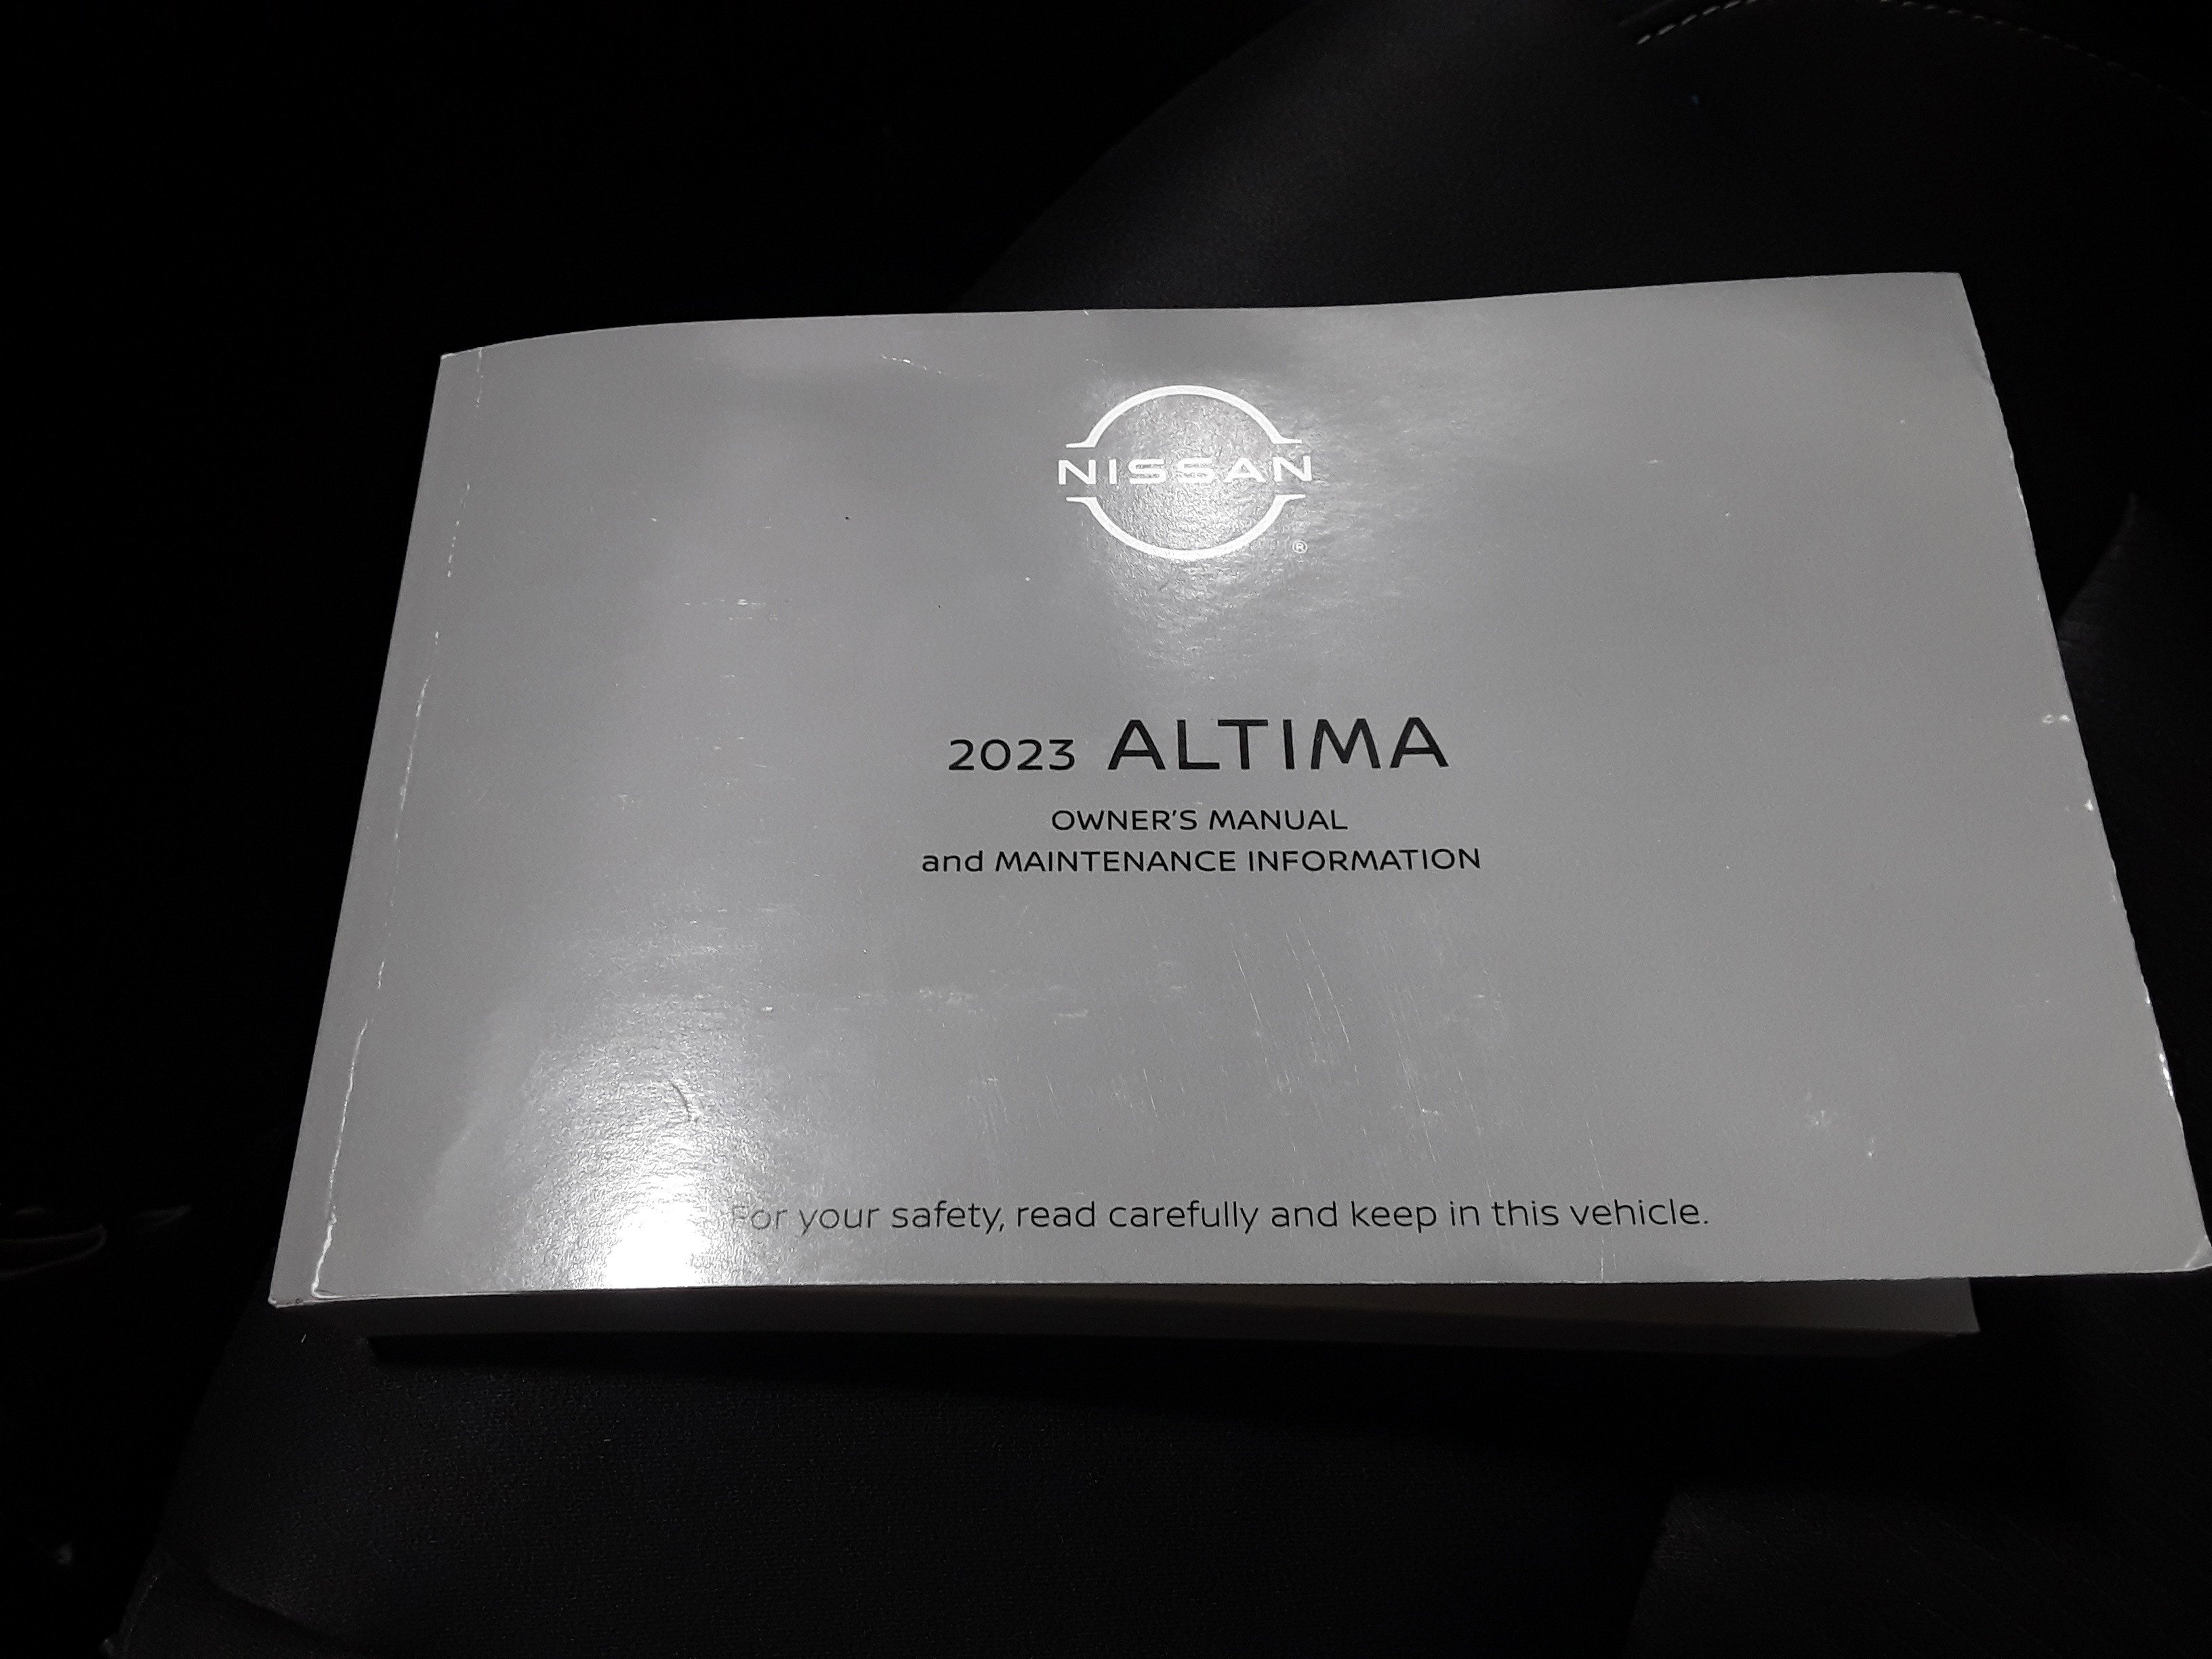 NISSAN
®
2023 ALTIMA
OWNER'S MANUAL
and MAINTENANCE INFORMATION
For your safety, read carefully and keep in this vehicle.